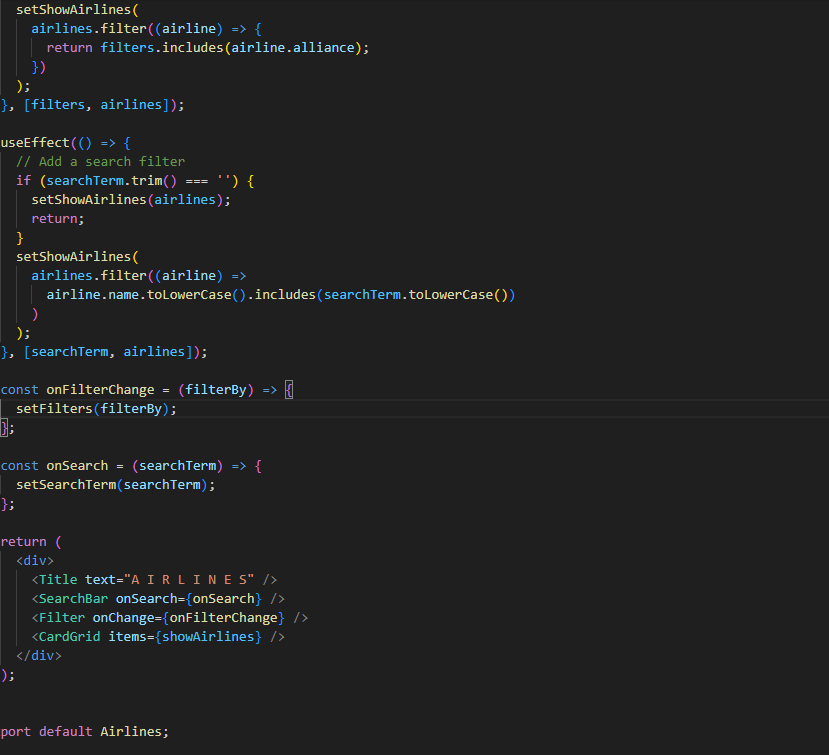 setShowAirlines(
airlines.filter((airline) => {
return filters.includes(airline.alliance);
})
);
}, [filters, airlines]);
useEffect(() => {
// Add a search filter
if (searchTerm.trim() === '') {
setShowAirlines(airlines);
return;
}
setShowAirlines(
airlines.filter((airline) =>
airline.name.toLowerCase().includes(searchTerm.toLowerCase())
)
);
}, [searchTerm, airlines]);
const onFilterChange = (filterBy) => {
setFilters(filterBy);
};
const onSearch = (searchTerm) => {
setSearchTerm(searchTerm);
};
return (
<div>
<Title text="A I R L I N E S" />
<SearchBar onSearch={onSearch} />
<Filter onChange={onFilterChange} />
<CardGrid items={showAirlines} />
</div>
);
port default Airlines;